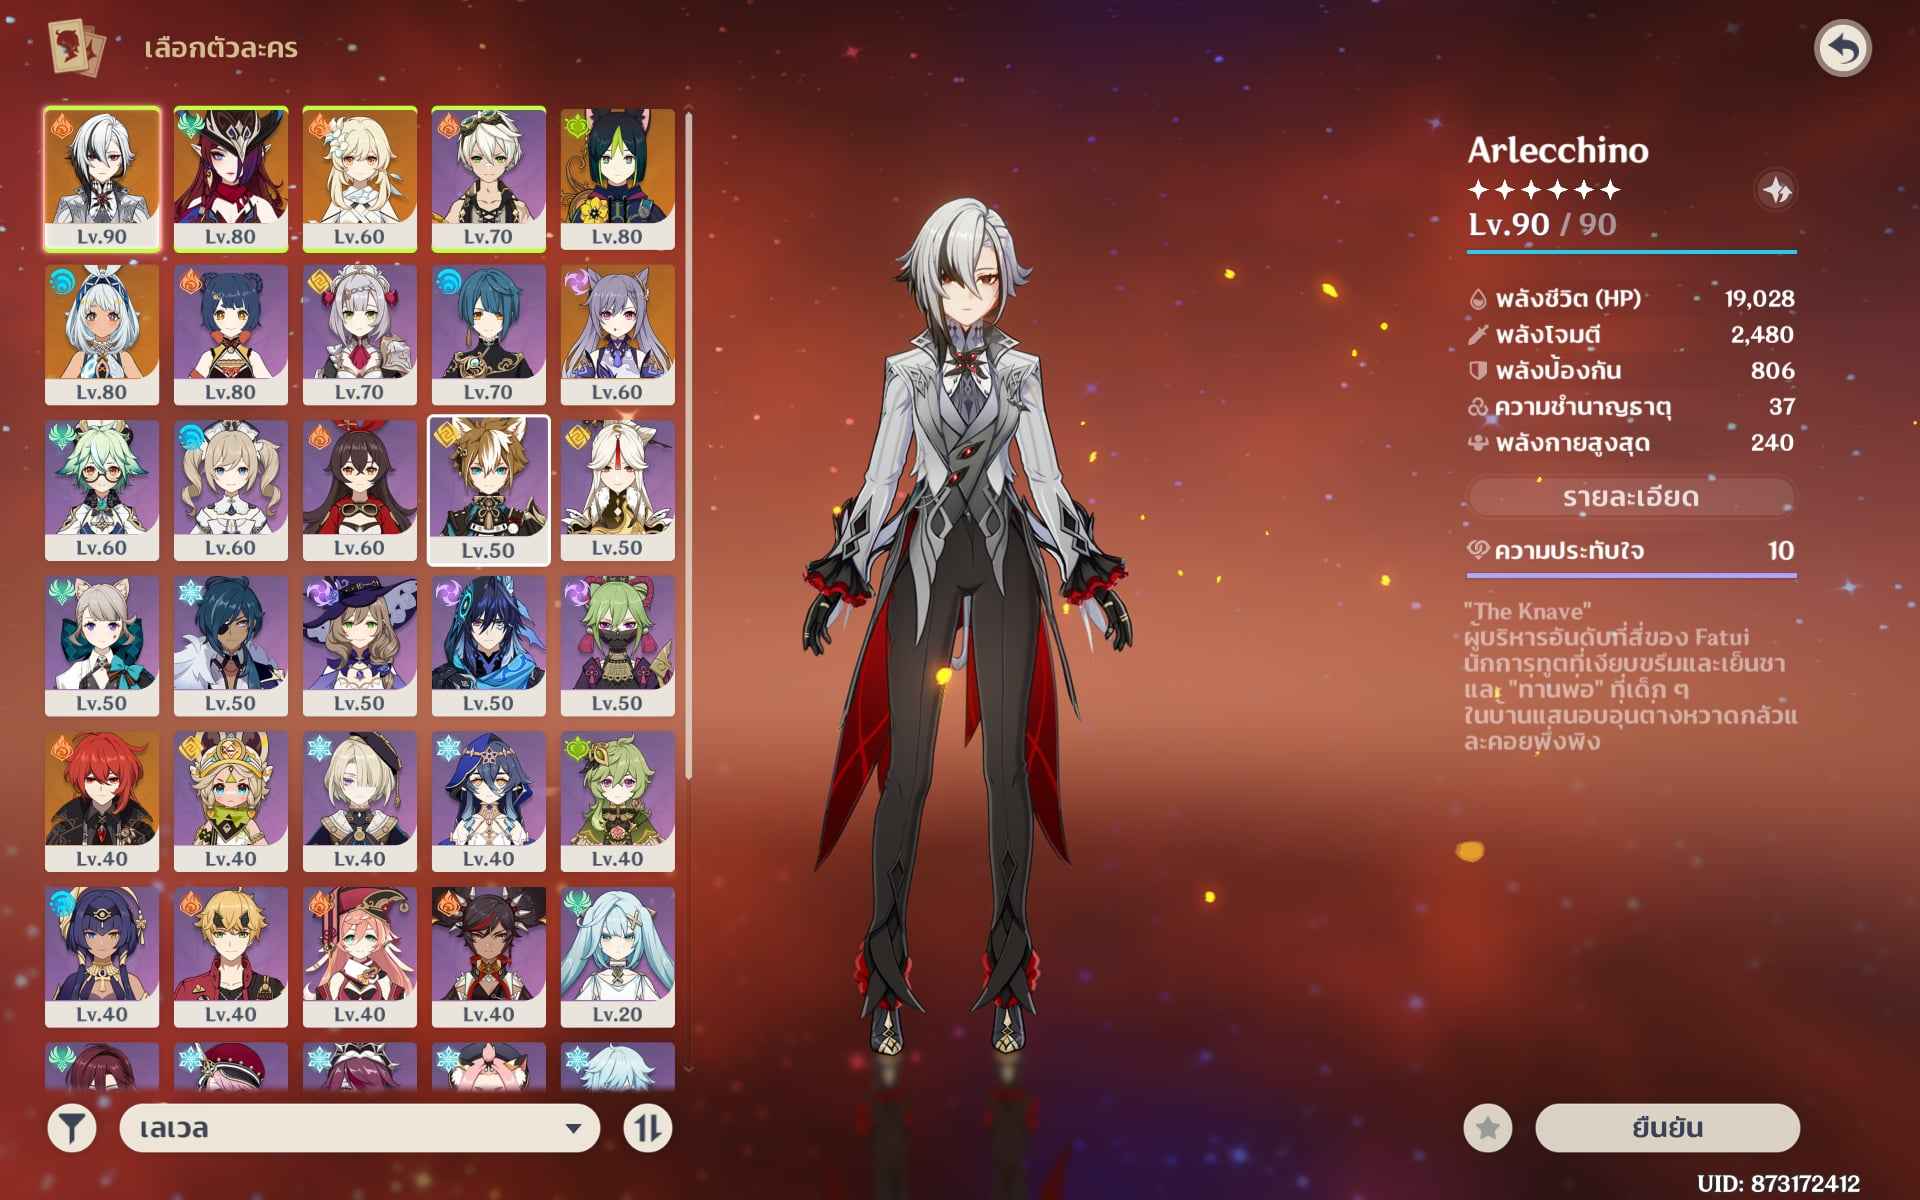 เลือกตัวละคร
Lv.90
Lv.80
Lv.60
Lv.70
Lv.80
Lv.80
Lv.80
Lv.70
Lv.70
Lv.60
Lv.60
Lv.60
Lv.60
Lv.50
Lv.50
Lv.50
Lv.50
Lv.50
Lv.50
Lv.50
Lv.40
Lv.40
Lv.40
Lv.40
Lv.40
Lv.40
Lv.40
Lv.40
Lv.40
Lv.20
เลเวล
Arlecchino
Lv.90 / 90
พลังชีวิต (HP) 19,028
พลังโจมตี 2,480
พลังป้องกัน 806
ความชำนาญธาตุ 37
พลังกายสูงสุด 240
รายละเอียด
ความประทับใจ 10
"The Knave"
ผู้บริหารอันดับที่สี่ของ Fatui
นักการทูตที่เงียบขรึมและเย็นชา
และ "ท่านพ่อ" ที่เด็ก ๆ
ในบ้านแสนอบอุ่นต่างหวาดกลัวแ
ละคอยพึ่งพิง
ยืนยัน
UID: 873172412